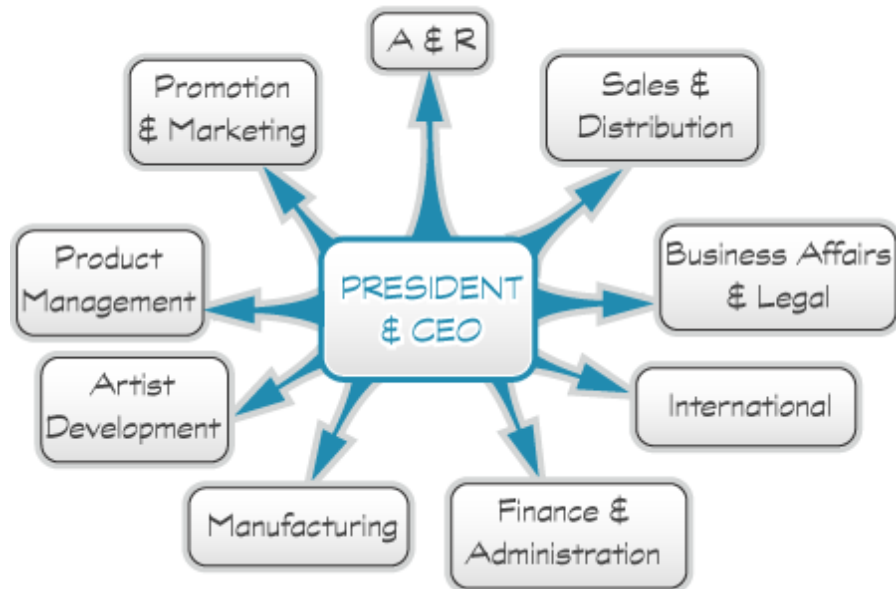 A & R
Promotion
& Marketing
Sales &
Distribution
Product
Management
PRESIDENT
& CEO
Business Affairs
& Legal
Artist
Development
International
Manufacturing
Finance &
Administration